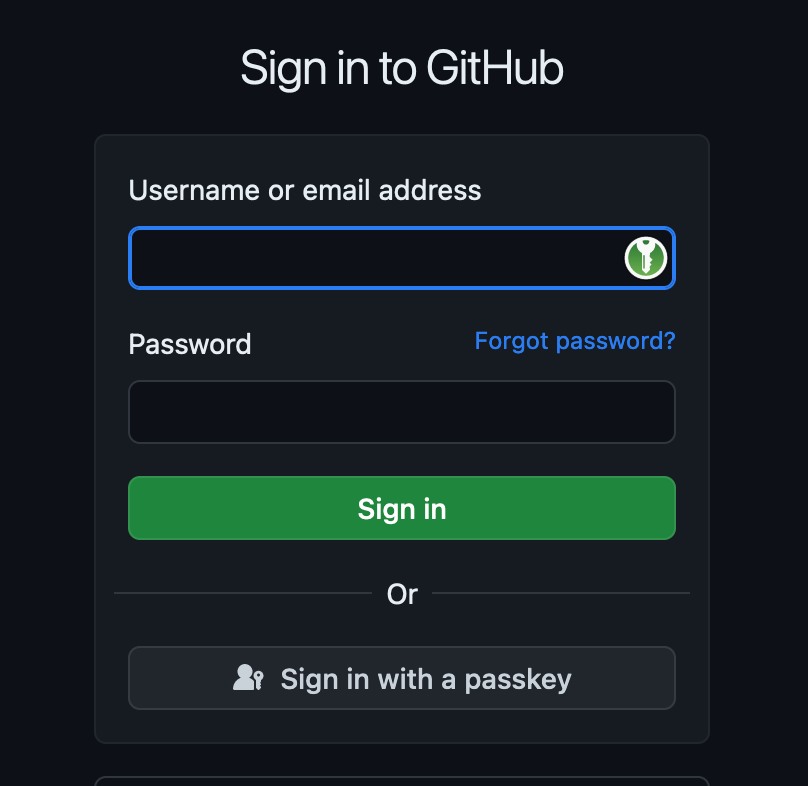 Sign in to GitHub
Username or email address
Password
Forgot password?
Sign in
Or
Sign in with a passkey